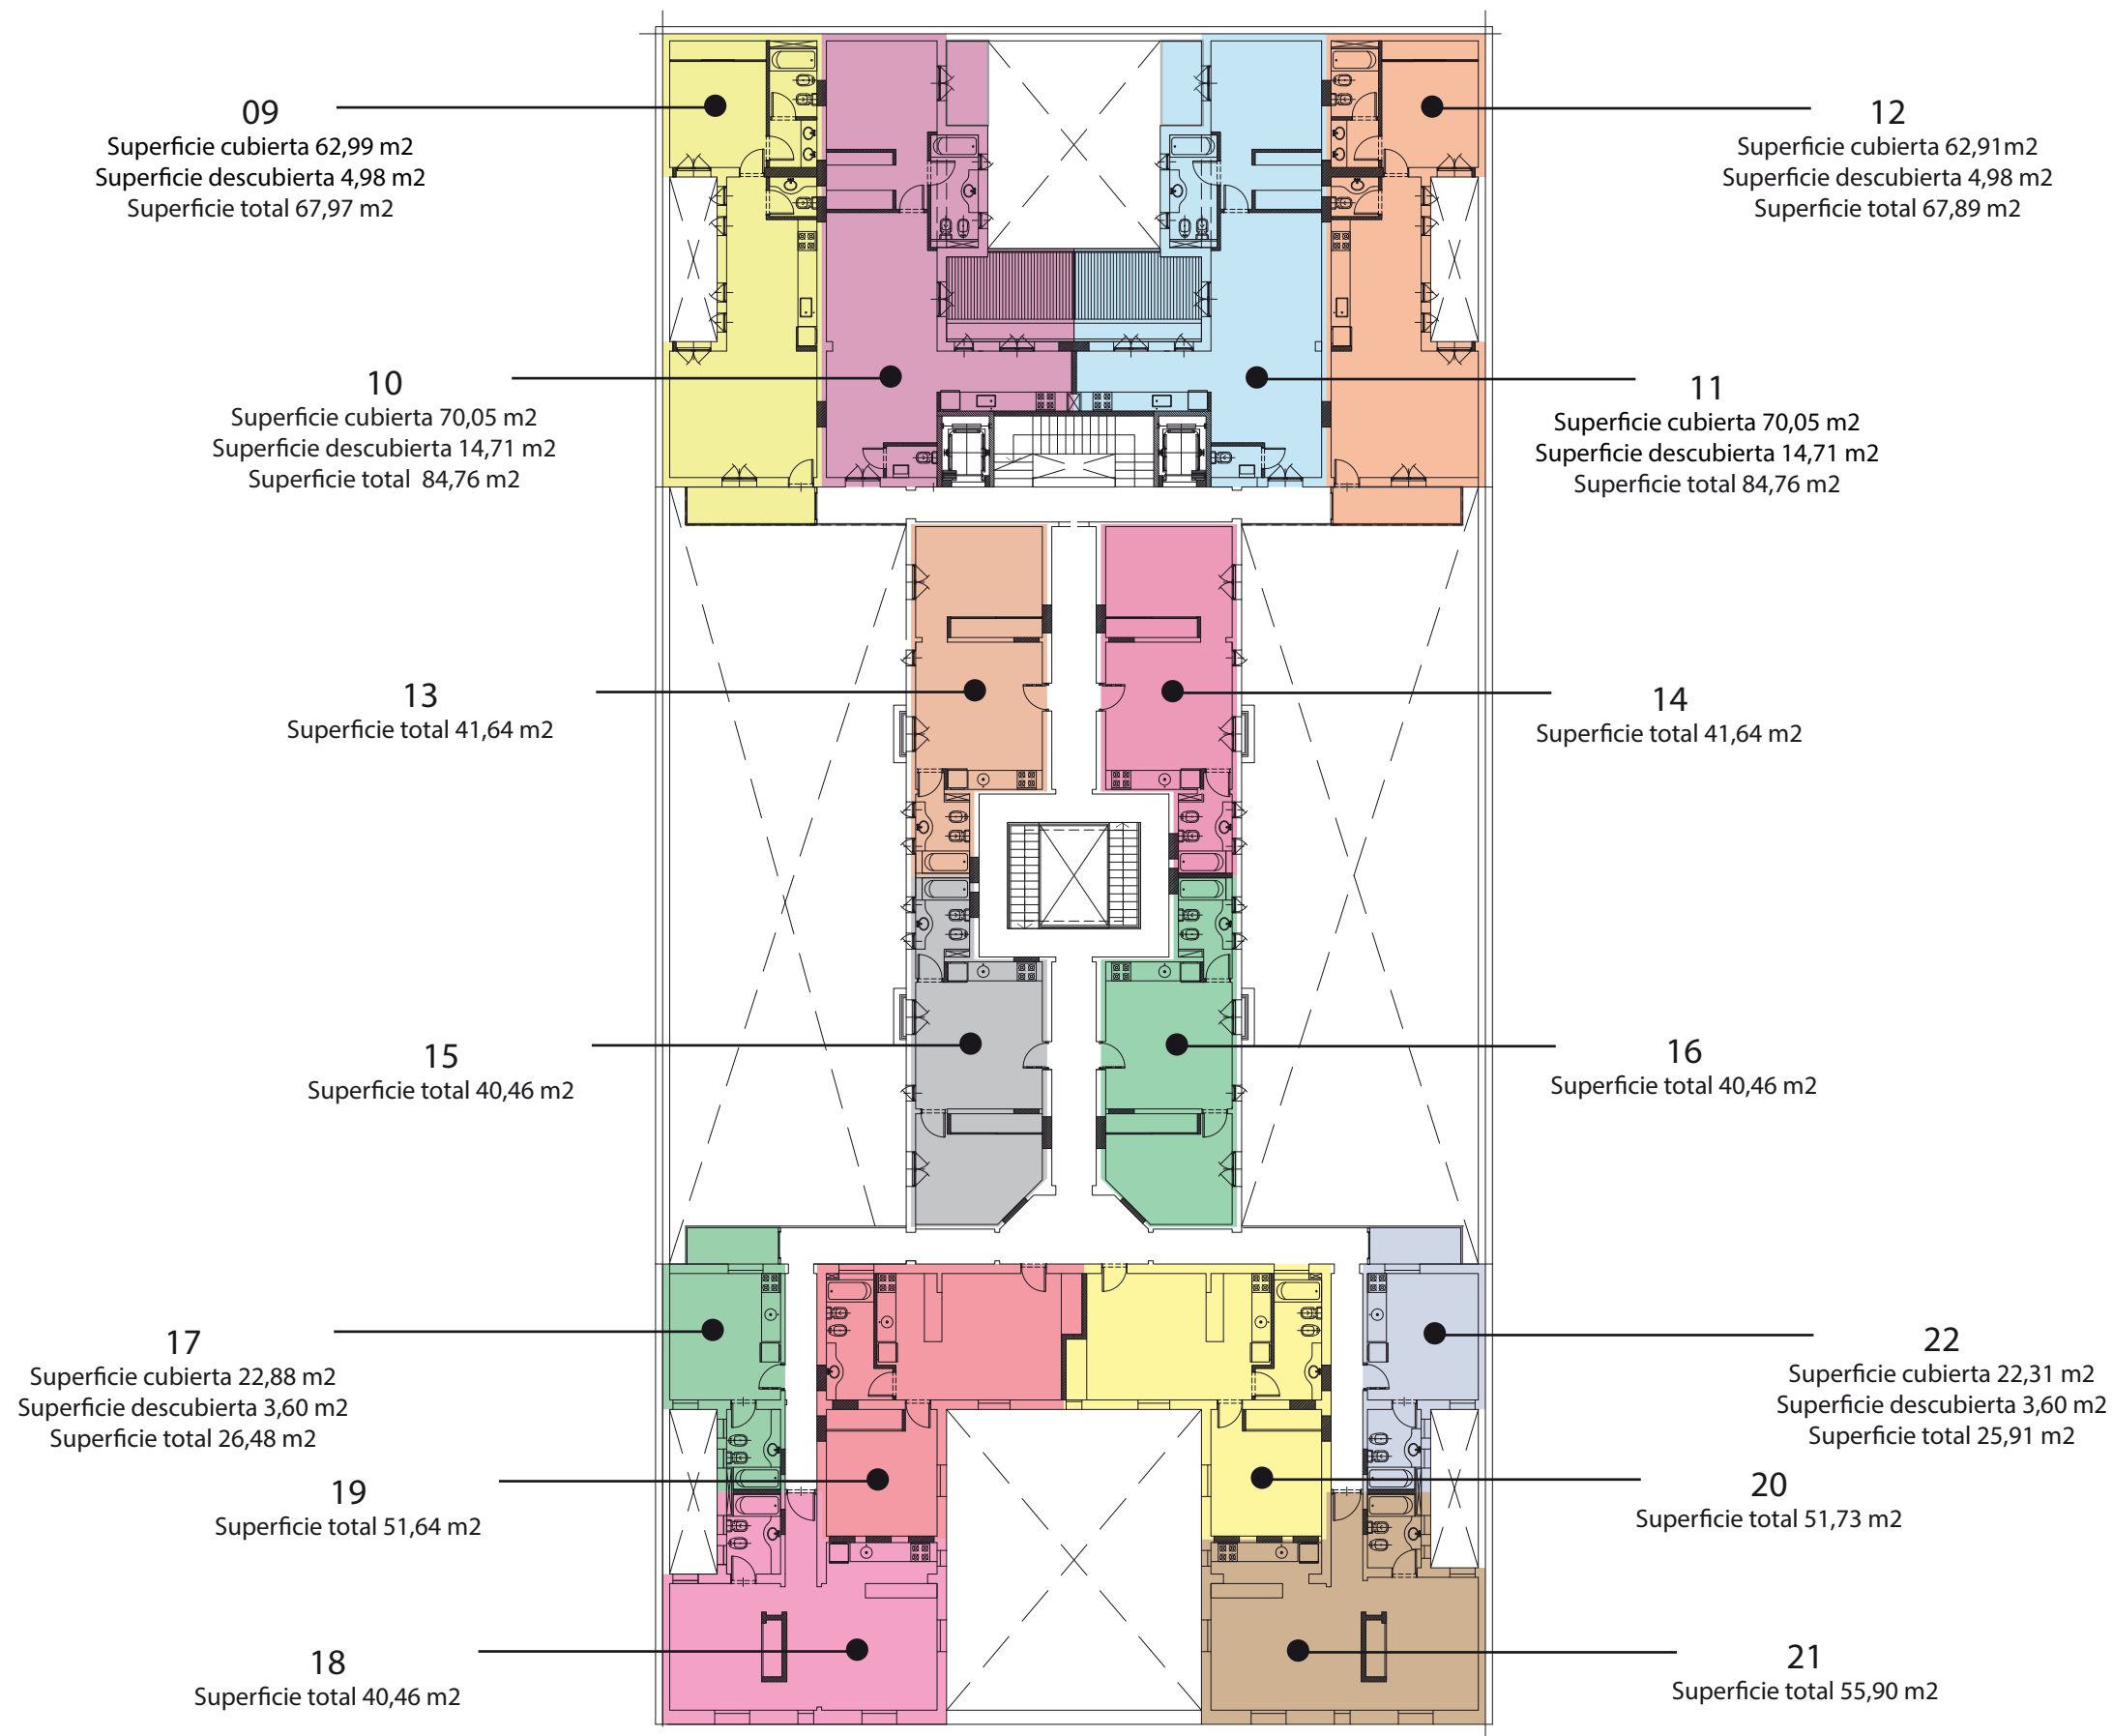 09
Superficie cubierta 62,99 m2
Superficie descubierta 4,98 m2
Superficie total 67,97 m2
12
Superficie cubierta 62,91m2
Superficie descubierta 4,98 m2
Superficie total 67,89 m2
10
Superficie cubierta 70,05 m2
Superficie descubierta 14,71 m2
Superficie total 84,76 m2
11
Superficie cubierta 70,05 m2
Superficie descubierta 14,71 m2
Superficie total 84,76 m2
13
Superficie total 41,64 m2
14
Superficie total 41,64 m2
15
Superficie total 40,46 m2
16
Superficie total 40,46 m2
17
Superficie cubierta 22,88 m2
Superficie descubierta 3,60 m2
Superficie total 26,48 m2
22
Superficie cubierta 22,31 m2
Superficie descubierta 3,60 m2
Superficie total 25,91 m2
19
Superficie total 51,64 m2
20
Superficie total 51,73 m2
18
Superficie total 40,46 m2
21
Superficie total 55,90 m2